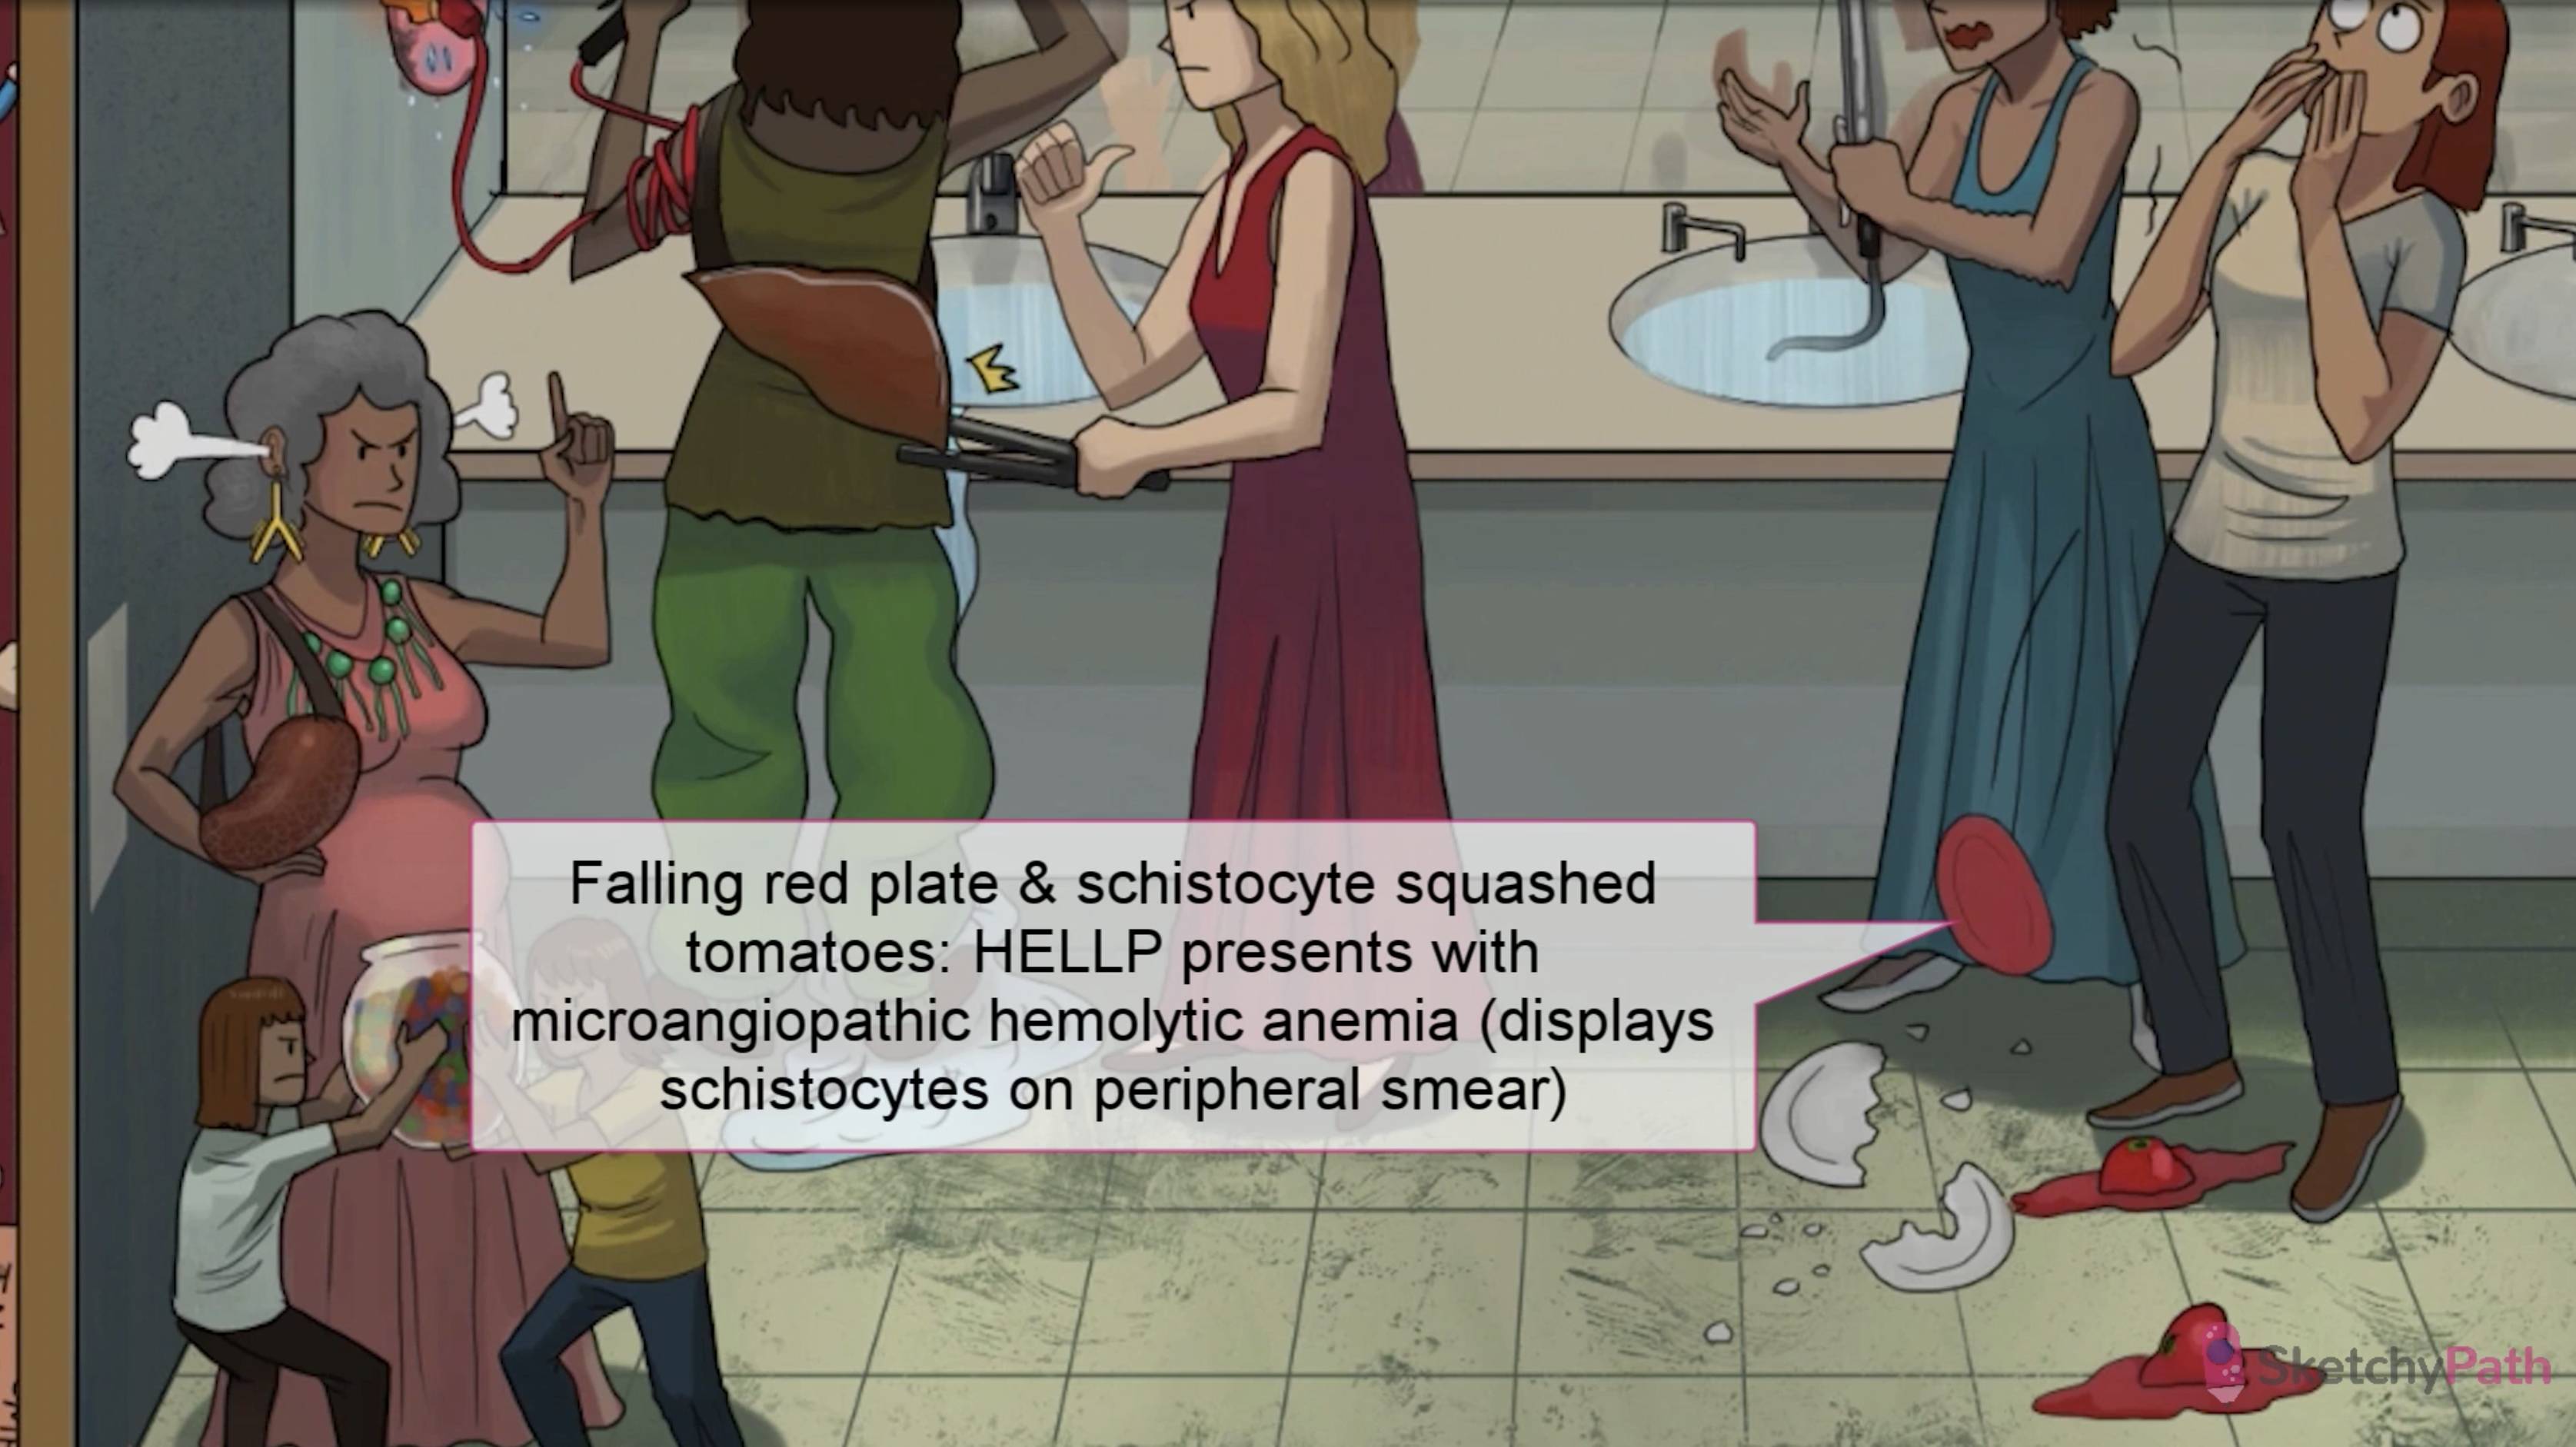 Falling red plate & schistocyte squashed
tomatoes: HELLP presents with
microangiopathic hemolytic anemia (displays
schistocytes on peripheral smear)
SketchyPath